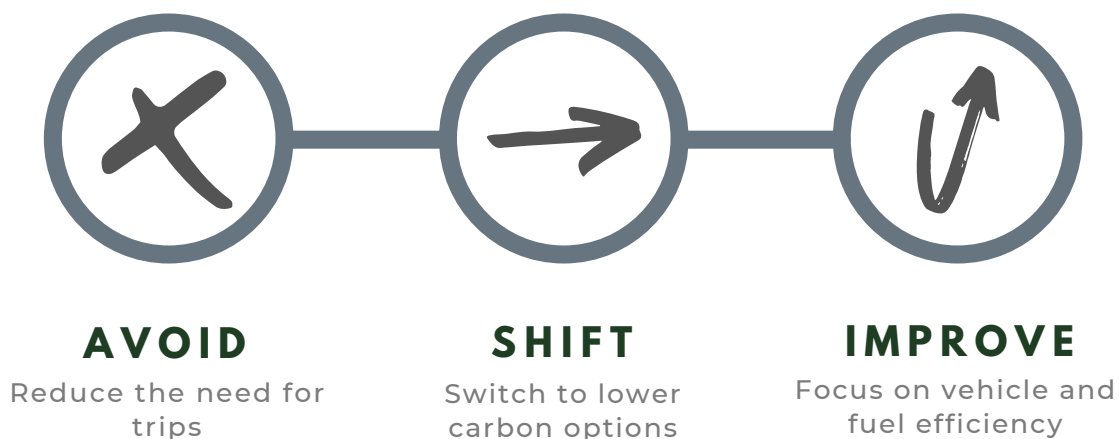 AVOID
Reduce the need for
trips
SHIFT
Switch to lower
carbon options
IMPROVE
Focus on vehicle and
fuel efficiency